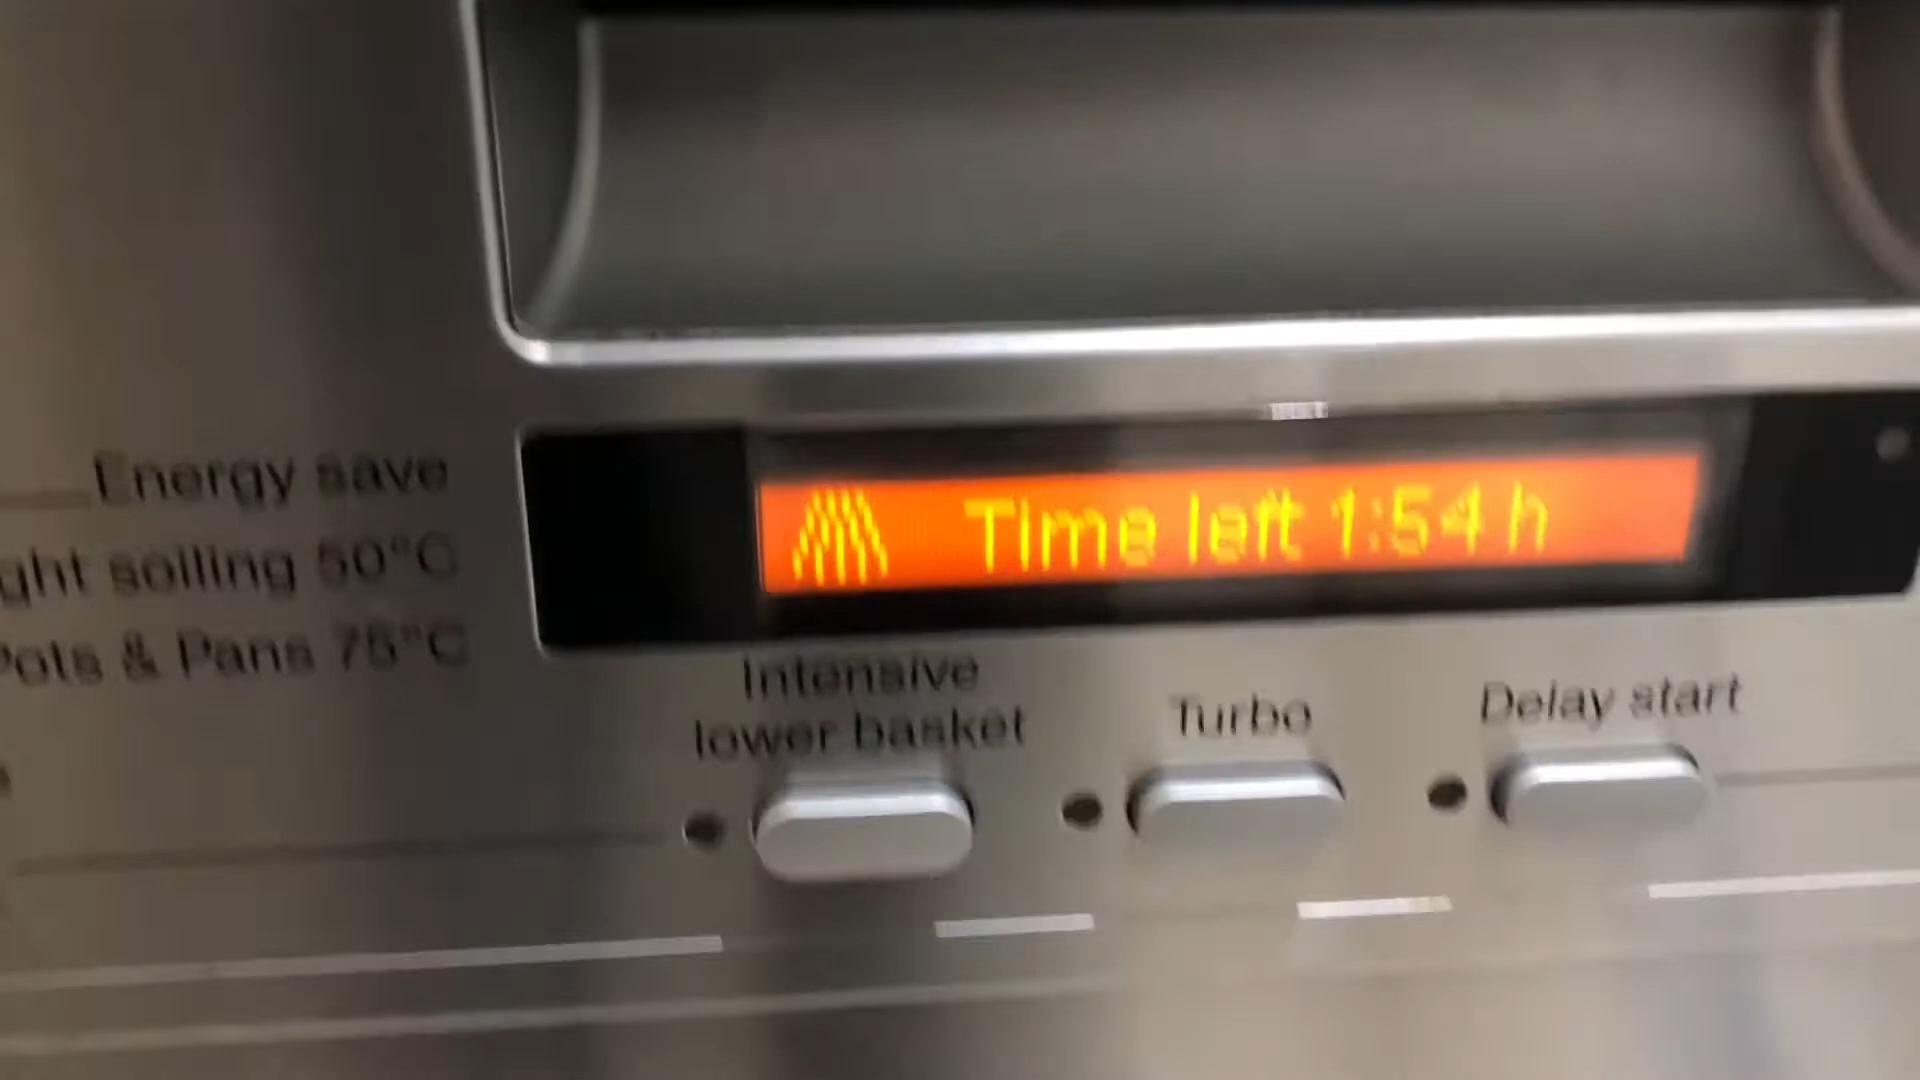 Energy save
ght soiling 50°C
Pots & Pans 75°C
Time left 1:54 h
Intensive
lower basket
Turbo
Delay start